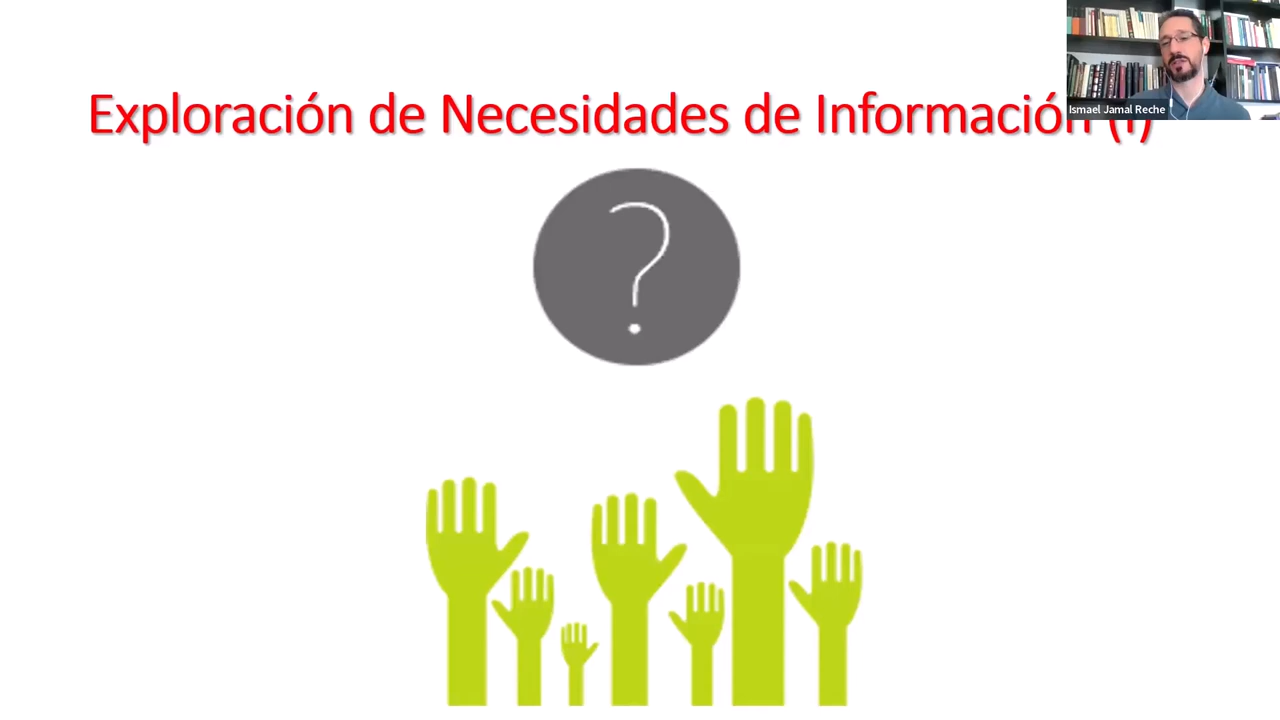 Exploración de Necesidades de Información (I)
Ismael Jamal Reche
?